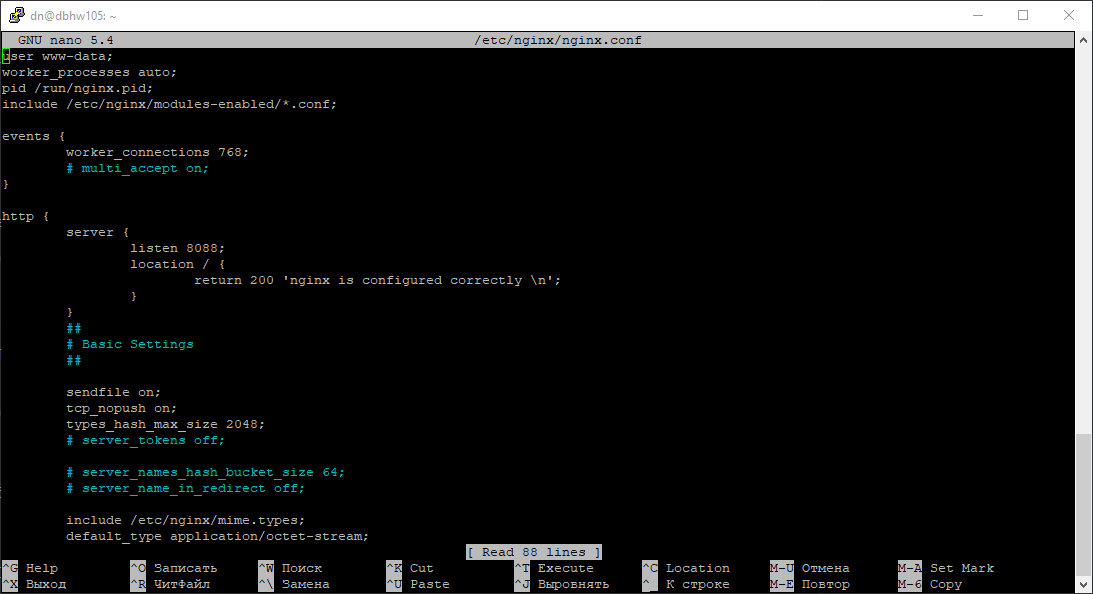 dn@dbhw105: ~
GNU nano 5.4 /etc/nginx/nginx.conf
user www-data;
worker_processes auto;
pid /run/nginx.pid;
include /etc/nginx/modules-enabled/*.conf;
events {
worker_connections 768;
# multi_accept on;
}
http {
server {
listen 8088;
location / {
return 200 'nginx is configured correctly \n';
}
}
##
# Basic Settings
##
sendfile on;
tcp_nopush on;
types_hash_max_size 2048;
# server_tokens off;
# server_names_hash_bucket_size 64;
# server_name_in_redirect off;
include /etc/nginx/mime.types;
default_type application/octet-stream;
[ Read 88 lines ]
^G Help ^O Записать ^W Поиск ^K Cut ^T Execute ^C Location M-U Отмена M-A Set Mark
^X Выход ^R ЧитФайл ^\ Замена ^U Paste ^J Выровнять ^_ К строке M-E Повтор M-6 Copy